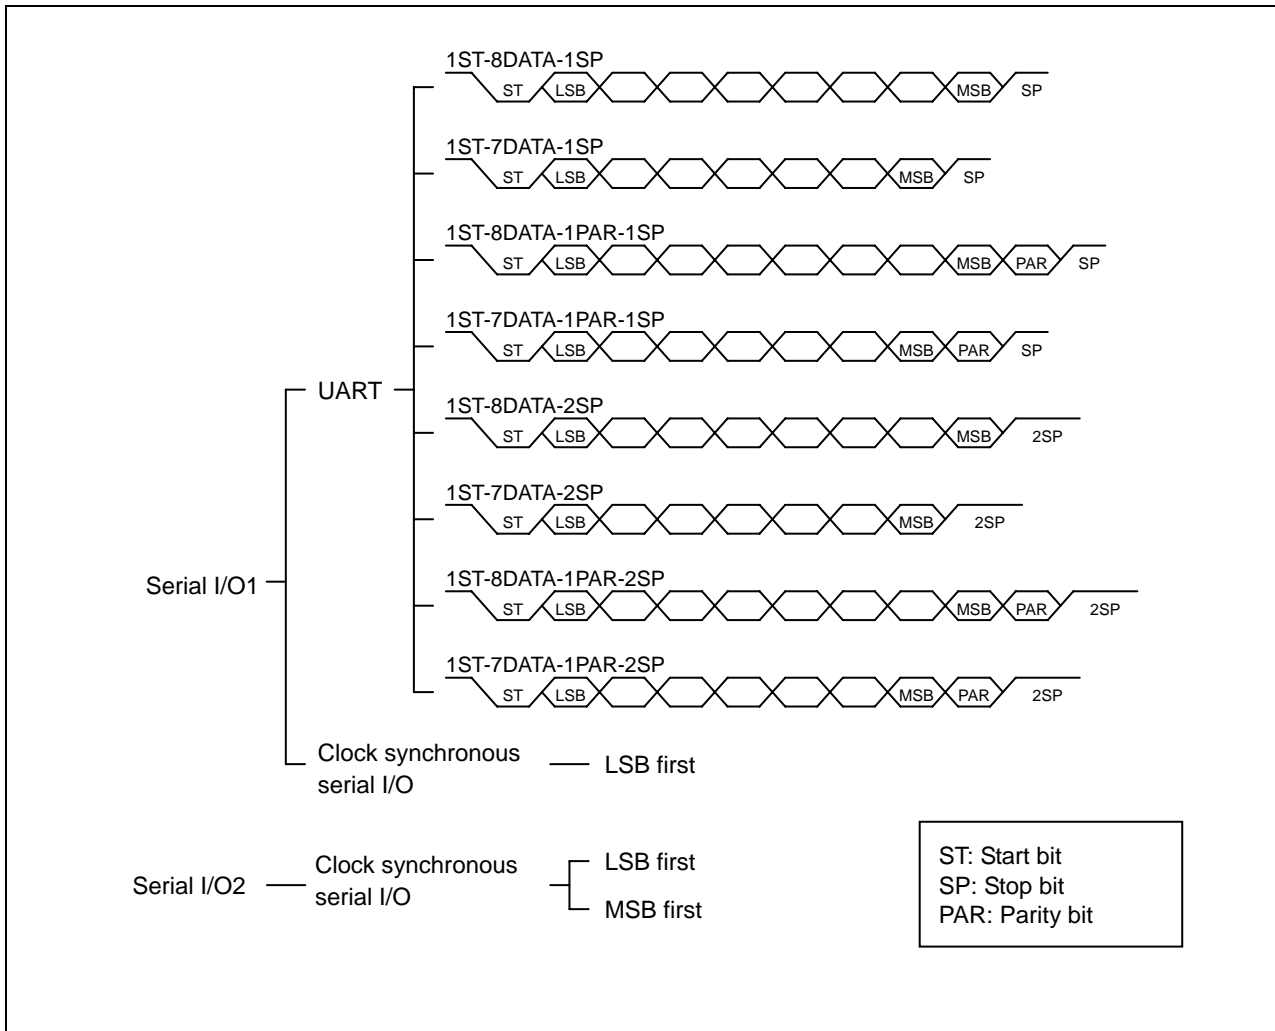 1ST-8DATA-1SP
ST LSB MSB SP
1ST-7DATA-1SP
ST LSB MSB SP
1ST-8DATA-1PAR-1SP
ST LSB MSB PAR SP
1ST-7DATA-1PAR-1SP
ST LSB MSB PAR SP
UART
1ST-8DATA-2SP
ST LSB MSB 2SP
1ST-7DATA-2SP
ST LSB MSB 2SP
Serial I/O1
1ST-8DATA-1PAR-2SP
ST LSB MSB PAR 2SP
1ST-7DATA-1PAR-2SP
ST LSB MSB PAR 2SP
Clock synchronous
serial I/O
LSB first
Serial I/O2
Clock synchronous
serial I/O
LSB first
MSB first
ST: Start bit
SP: Stop bit
PAR: Parity bit